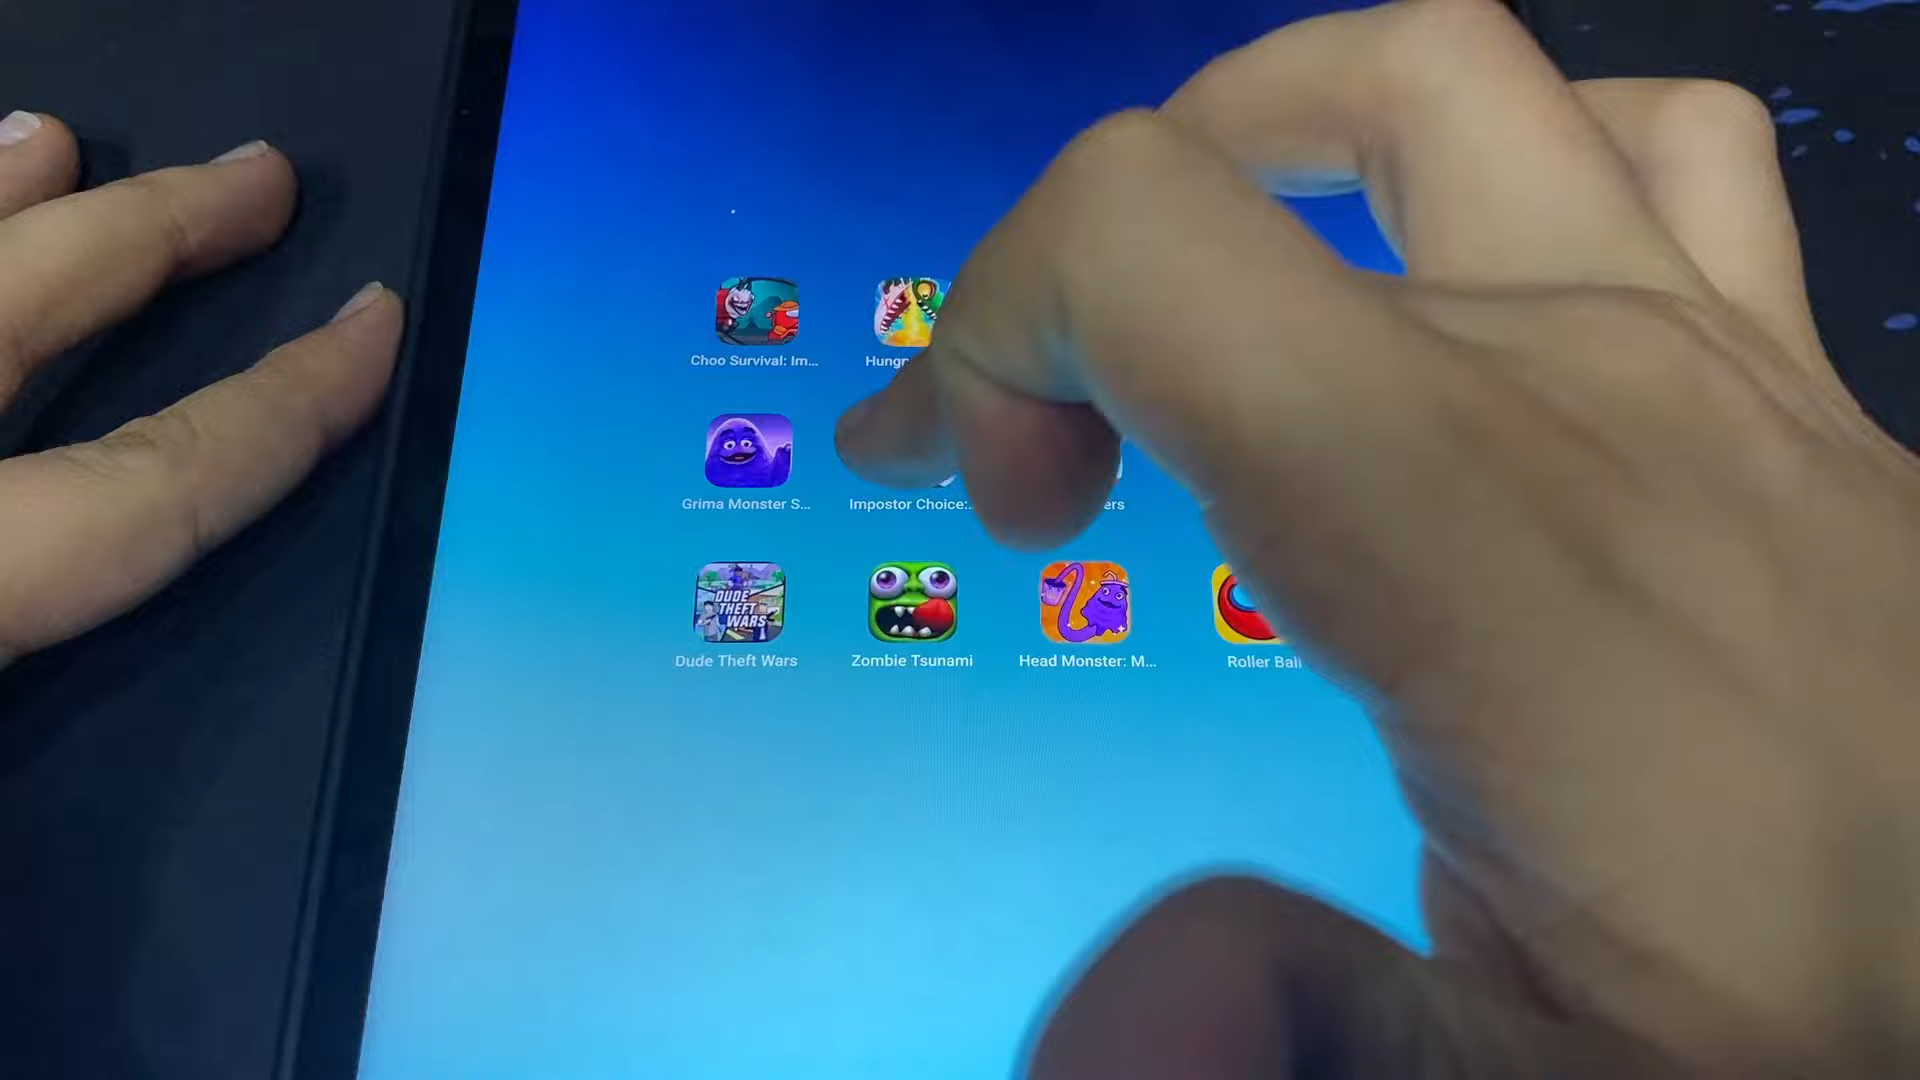 Choo Survival: Im...
Hungr
Grima Monster S...
Impostor Choice:..
ers
DUDE
THEFT
WARS
Dude Theft Wars
Zombie Tsunami
Head Monster: M...
Roller Ball